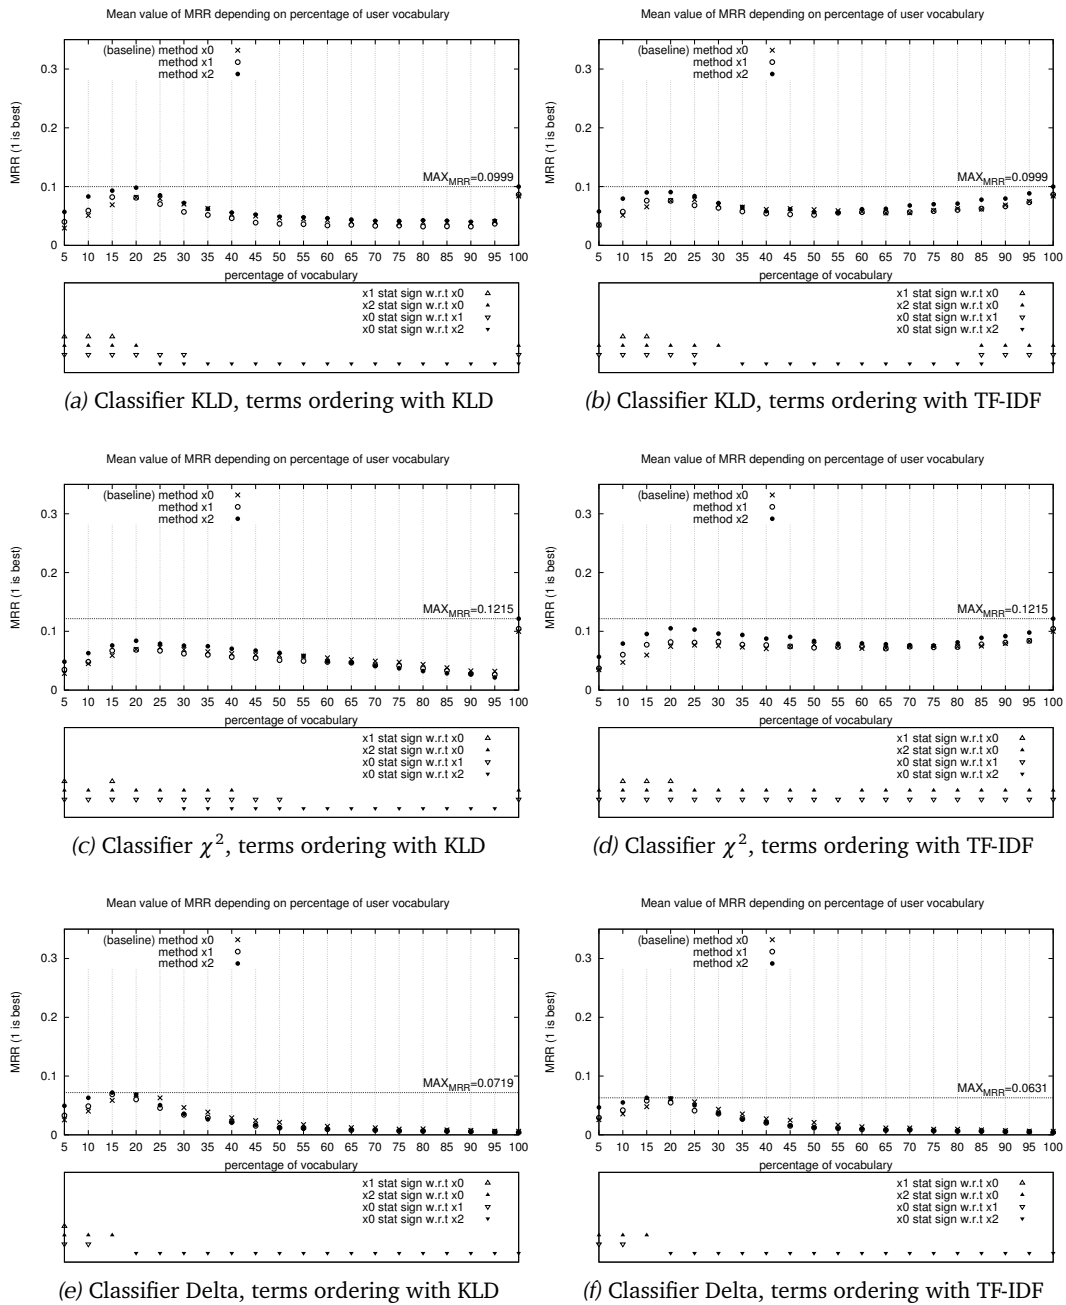 Mean value of MRR depending on percentage of user vocabulary
(baseline) method x0
method x1
method x2
MRR (1 is best)
0.3
0.2
0.1
0
MAX_MRR=0.0999
5 10 15 20 25 30 35 40 45 50 55 60 65 70 75 80 85 90 95 100
percentage of vocabulary
x1 stat sign w.r.t x0
x2 stat sign w.r.t x0
x0 stat sign w.r.t x1
x0 stat sign w.r.t x2
(a) Classifier KLD, terms ordering with KLD
Mean value of MRR depending on percentage of user vocabulary
(baseline) method x0
method x1
method x2
MRR (1 is best)
0.3
0.2
0.1
0
MAX_MRR=0.0999
5 10 15 20 25 30 35 40 45 50 55 60 65 70 75 80 85 90 95 100
percentage of vocabulary
x1 stat sign w.r.t x0
x2 stat sign w.r.t x0
x0 stat sign w.r.t x1
x0 stat sign w.r.t x2
(b) Classifier KLD, terms ordering with TF-IDF
Mean value of MRR depending on percentage of user vocabulary
(baseline) method x0
method x1
method x2
MRR (1 is best)
0.3
0.2
0.1
0
MAX_MRR=0.1215
5 10 15 20 25 30 35 40 45 50 55 60 65 70 75 80 85 90 95 100
percentage of vocabulary
x1 stat sign w.r.t x0
x2 stat sign w.r.t x0
x0 stat sign w.r.t x1
x0 stat sign w.r.t x2
(c) Classifier χ², terms ordering with KLD
Mean value of MRR depending on percentage of user vocabulary
(baseline) method x0
method x1
method x2
MRR (1 is best)
0.3
0.2
0.1
0
MAX_MRR=0.1215
5 10 15 20 25 30 35 40 45 50 55 60 65 70 75 80 85 90 95 100
percentage of vocabulary
x1 stat sign w.r.t x0
x2 stat sign w.r.t x0
x0 stat sign w.r.t x1
x0 stat sign w.r.t x2
(d) Classifier χ², terms ordering with TF-IDF
Mean value of MRR depending on percentage of user vocabulary
(baseline) method x0
method x1
method x2
MRR (1 is best)
0.3
0.2
0.1
0
MAX_MRR=0.0719
5 10 15 20 25 30 35 40 45 50 55 60 65 70 75 80 85 90 95 100
percentage of vocabulary
x1 stat sign w.r.t x0
x2 stat sign w.r.t x0
x0 stat sign w.r.t x1
x0 stat sign w.r.t x2
(e) Classifier Delta, terms ordering with KLD
Mean value of MRR depending on percentage of user vocabulary
(baseline) method x0
method x1
method x2
MRR (1 is best)
0.3
0.2
0.1
0
MAX_MRR=0.0631
5 10 15 20 25 30 35 40 45 50 55 60 65 70 75 80 85 90 95 100
percentage of vocabulary
x1 stat sign w.r.t x0
x2 stat sign w.r.t x0
x0 stat sign w.r.t x1
x0 stat sign w.r.t x2
(f) Classifier Delta, terms ordering with TF-IDF